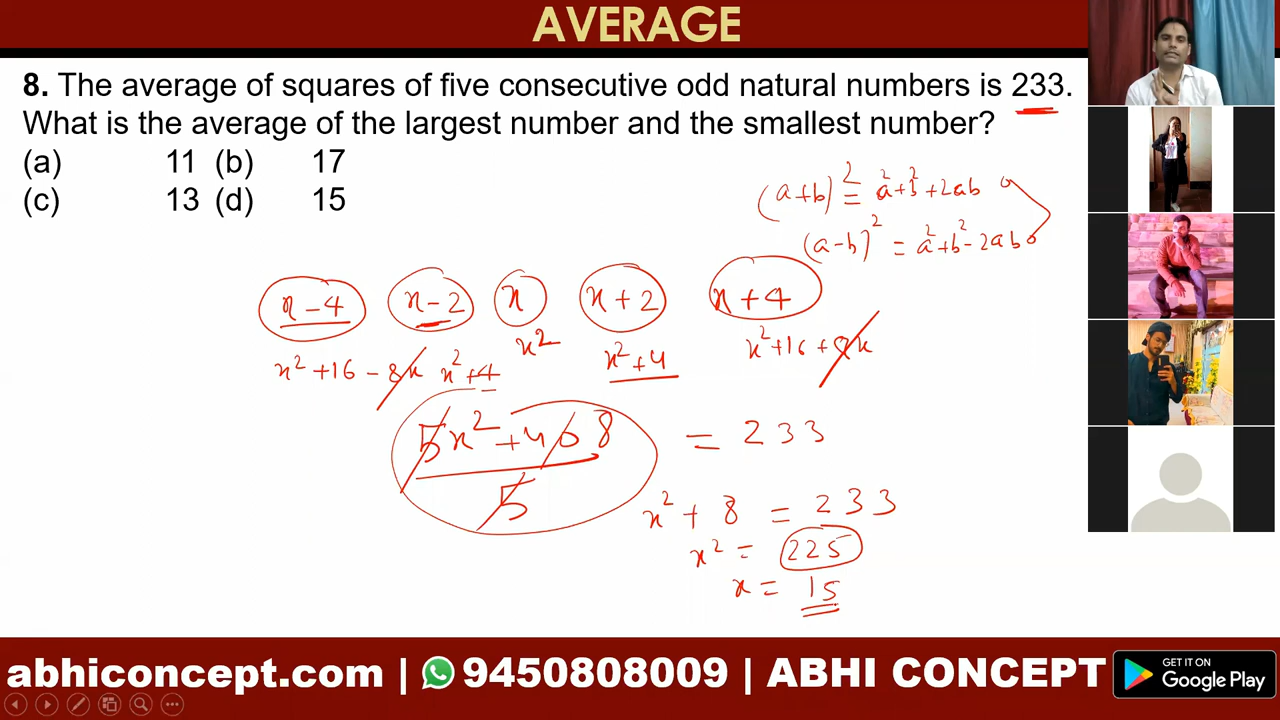 AVERAGE
8. The average of squares of five consecutive odd natural numbers is 233.
What is the average of the largest number and the smallest number?
(a) 11 (b) 17
(c) 13 (d) 15
(a+b)² = a²+b²+2ab
(a-b)² = a²+b²-2ab
x-4 x-2 x x+2 x+4
x²+16-8x x²+4 x² x²+4 x²+16+8x
5x²+40 8 = 233
5
x²+8 = 233
x² = 225
x = 15
abhiconcept.com | 9450808009 | ABHI CONCEPT
GET IT ON
Google Play